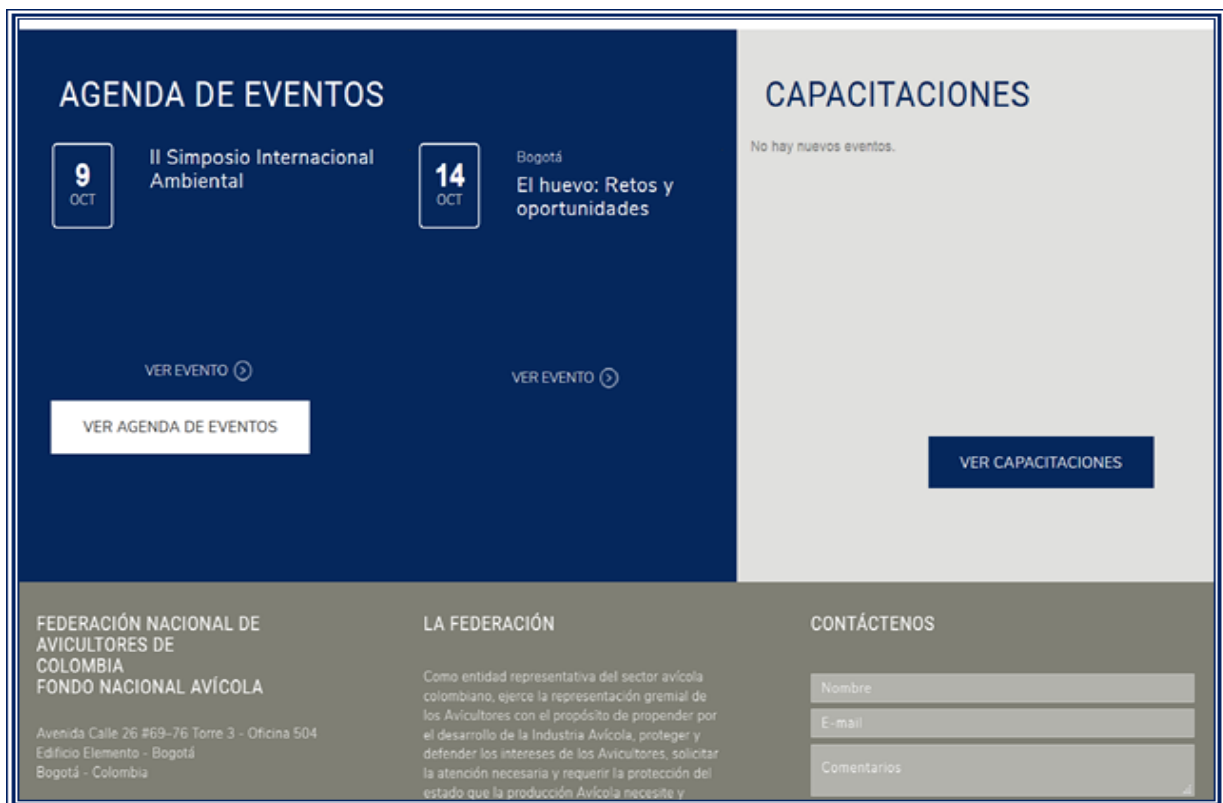 AGENDA DE EVENTOS
9
OCT
II Simposio Internacional
Ambiental
VER EVENTO
14
OCT
Bogotá
El huevo: Retos y
oportunidades
VER EVENTO
VER AGENDA DE EVENTOS
CAPACITACIONES
No hay nuevos eventos.
VER CAPACITACIONES
FEDERACIÓN NACIONAL DE
AVICULTORES DE
COLOMBIA
FONDO NACIONAL AVÍCOLA
Avenida Calle 26 #69–76 Torre 3 - Oficina 504
Edificio Elemento - Bogotá
Bogotá - Colombia
LA FEDERACIÓN
Como entidad representativa del sector avícola
colombiano, ejerce la representación gremial de
los Avicultores con el propósito de propender por
el desarrollo de la Industria Avícola, proteger y
defender los intereses de los Avicultores, solicitar
la atención necesaria y requerir la protección del
estado que la producción Avícola necesite y
CONTÁCTENOS
Nombre
E-mail
Comentarios